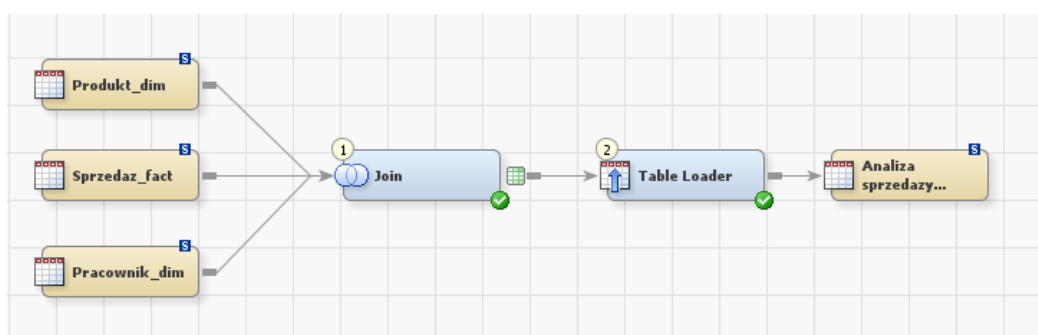 S
Produkt_dim
S
Sprzedaz_fact
S
Pracownik_dim
1
Join
2
Table Loader
S
Analiza
sprzedazy...